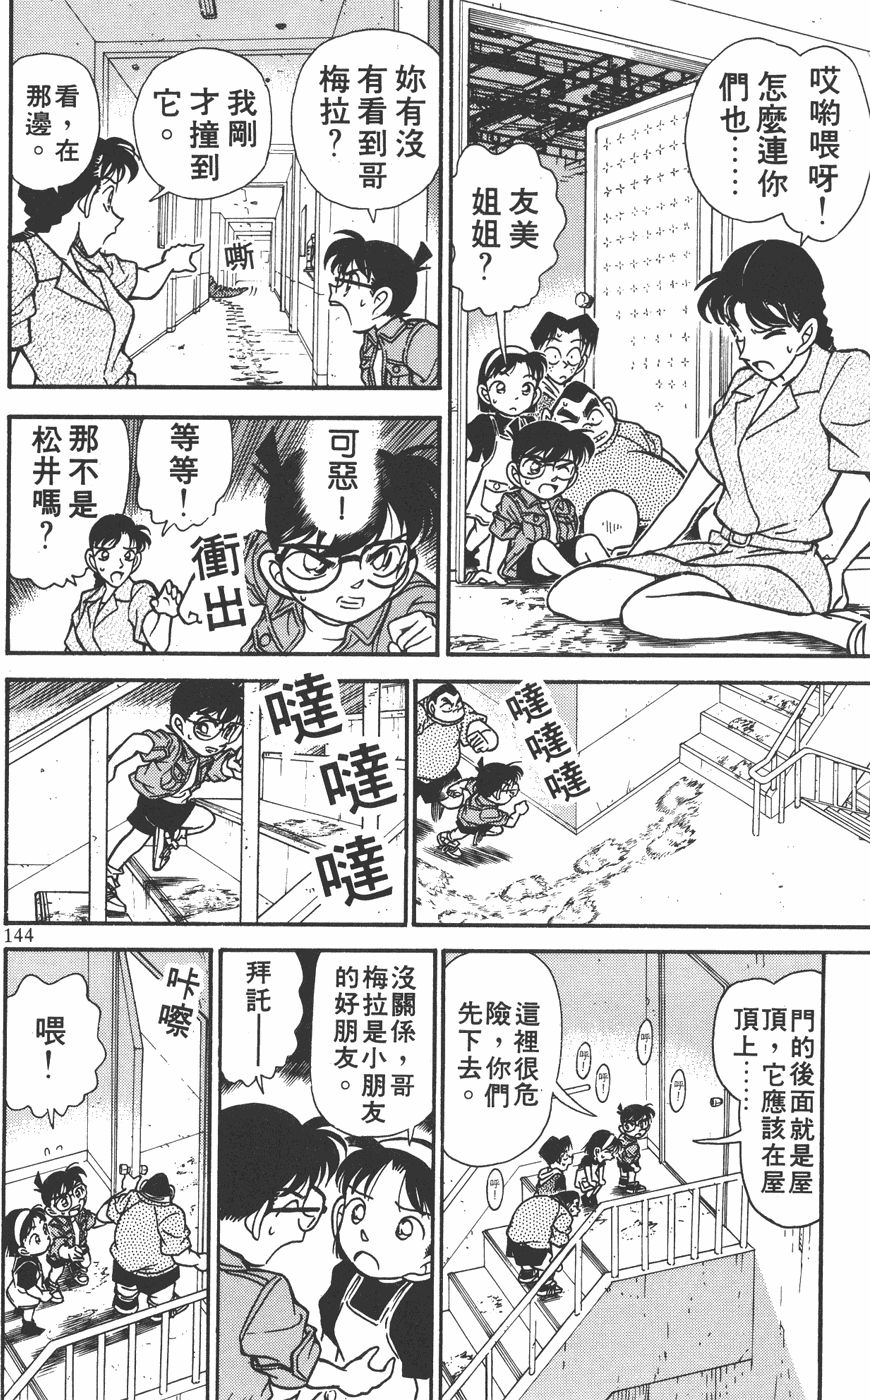 哎喲喂呀！
怎麼連你
們也……
友美
姐姐？
妳有沒
有看到哥
梅拉？
我剛
才撞到
它。
看，在
那邊。
嘶
可惡！
衝出
等等！
那不是
松井嗎？
噠
噠
噠
噠
噠
噠
144
門的後面就是屋
頂，它應該在屋
頂上……
呼！
呼！
呼！
呼！
呼！
這裡很危
險，你們
先下去。
沒關係，哥
梅拉是小朋友
的好朋友。
拜託——
咔嚓
喂！